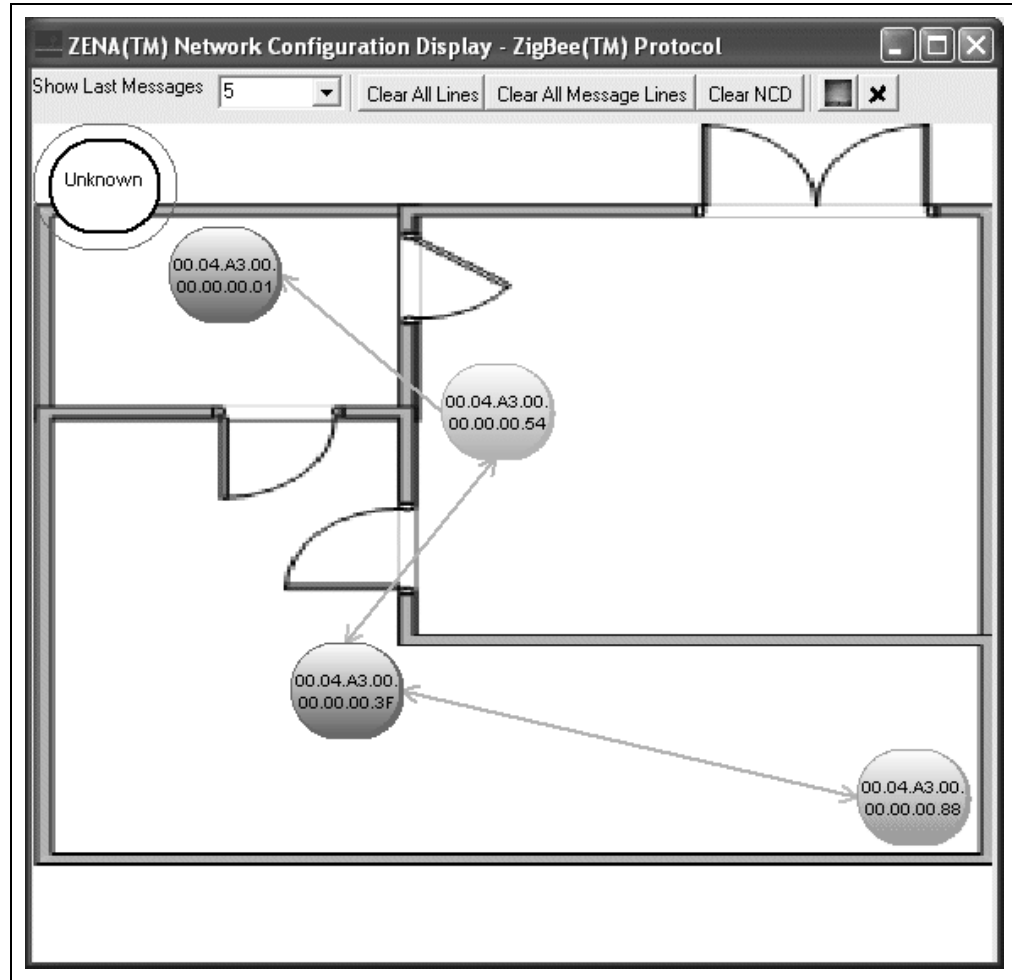 ZENA(TM) Network Configuration Display - ZigBee(TM) Protocol
Show Last Messages 5 Clear All Lines Clear All Message Lines Clear NCD
Unknown
00.04.A3.00.
00.00.00.01
00.04.A3.00.
00.00.00.54
00.04.A3.00.
00.00.00.3F
00.04.A3.00.
00.00.00.88